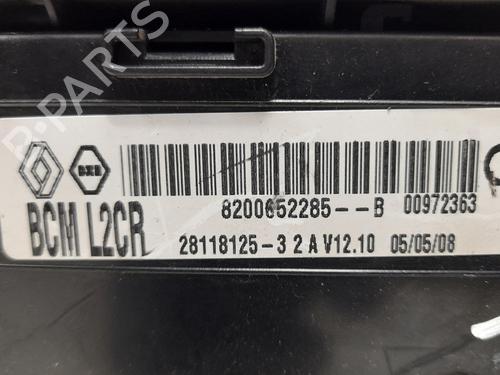 B-PARTS
8200652285--B 00972363
BCM L2CR
28118125-3 2 A V12.10 05/05/08